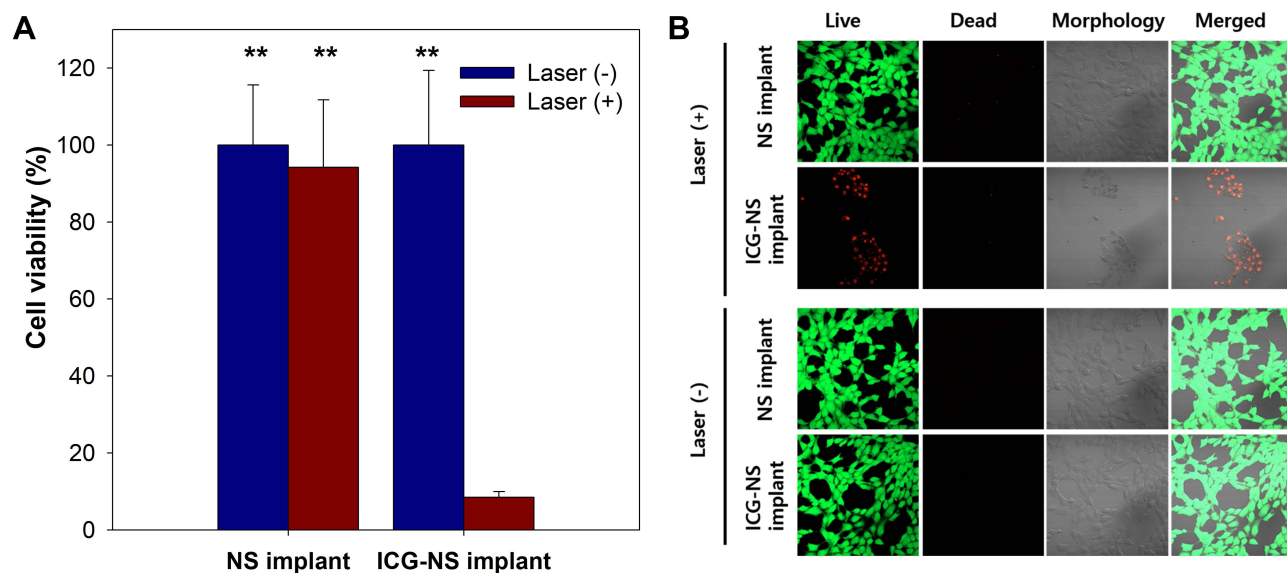 A
Cell viability (%)
120
100
80
60
40
20
0
** ** **
Laser (-)
Laser (+)
NS implant ICG-NS implant
B
Live Dead Morphology Merged
Laser (+)
NS implant
ICG-NS
implant
Laser (-)
NS implant
ICG-NS
implant